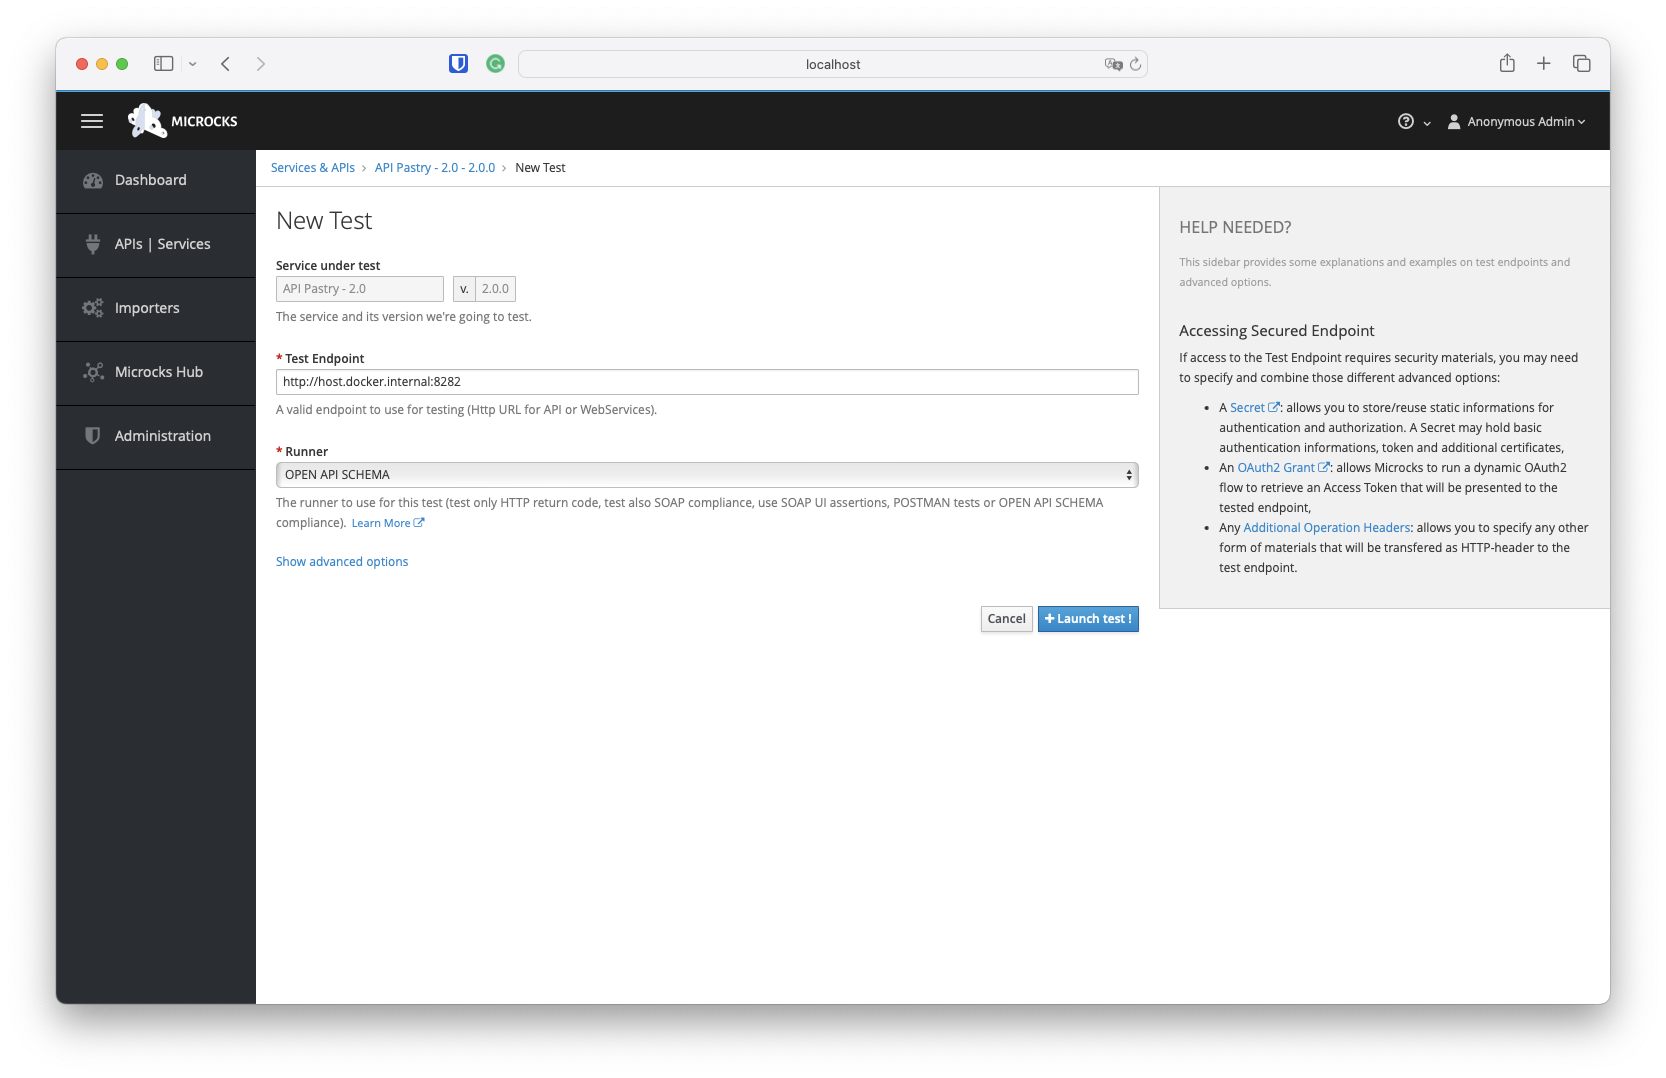 localhost
MICROCKS
Anonymous Admin
Dashboard
APIs | Services
Importers
Microcks Hub
Administration
Services & APIs › API Pastry - 2.0 - 2.0.0 › New Test
New Test
Service under test
API Pastry - 2.0 v. 2.0.0
The service and its version we're going to test.
* Test Endpoint
http://host.docker.internal:8282
A valid endpoint to use for testing (Http URL for API or WebServices).
* Runner
OPEN API SCHEMA
The runner to use for this test (test only HTTP return code, test also SOAP compliance, use SOAP UI assertions, POSTMAN tests or OPEN API SCHEMA
compliance). Learn More
Show advanced options
Cancel
+ Launch test !
HELP NEEDED?
This sidebar provides some explanations and examples on test endpoints and
advanced options.
Accessing Secured Endpoint
If access to the Test Endpoint requires security materials, you may need
to specify and combine those different advanced options:
• A Secret : allows you to store/reuse static informations for
authentication and authorization. A Secret may hold basic
authentication informations, token and additional certificates,
• An OAuth2 Grant : allows Microcks to run a dynamic OAuth2
flow to retrieve an Access Token that will be presented to the
tested endpoint,
• Any Additional Operation Headers: allows you to specify any other
form of materials that will be transfered as HTTP-header to the
test endpoint.